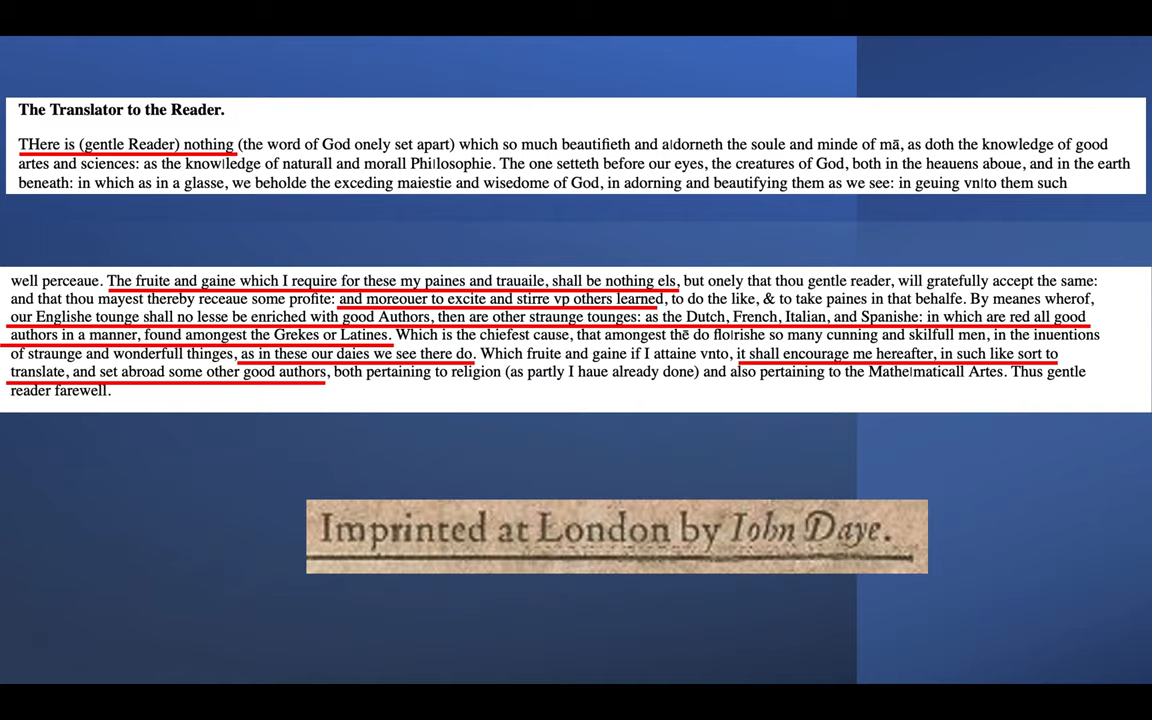 The Translator to the Reader.
THere is (gentle Reader) nothing (the word of God onely set apart) which so much beautifieth and a|dorneth the soule and minde of mā, as doth the knowledge of good
artes and sciences: as the know|ledge of naturall and morall Phi|losophie. The one setteth before our eyes, the creatures of God, both in the heauens aboue, and in the earth
beneath: in which as in a glasse, we beholde the exceding maiestie and wisedome of God, in adorning and beautifying them as we see: in geuing vn|to them such
well perceaue. The fruite and gaine which I require for these my paines and trauaile, shall be nothing els, but onely that thou gentle reader, will gratefully accept the same:
and that thou mayest thereby receaue some profite: and moreouer to excite and stirre vp others learned, to do the like, & to take paines in that behalfe. By meanes wherof,
our Englishe tounge shall no lesse be enriched with good Authors, then are other straunge tounges: as the Dutch, French, Italian, and Spanishe: in which are red all good
authors in a manner, found amongest the Grekes or Latines. Which is the chiefest cause, that amongest thē do flo|rishe so many cunning and skilfull men, in the inuentions
of straunge and wonderfull thinges, as in these our daies we see there do. Which fruite and gaine if I attaine vnto, it shall encourage me hereafter, in such like sort to
translate, and set abroad some other good authors, both pertaining to religion (as partly I haue already done) and also pertaining to the Mathe|maticall Artes. Thus gentle
reader farewell.
Imprinted at London by Iohn Daye.